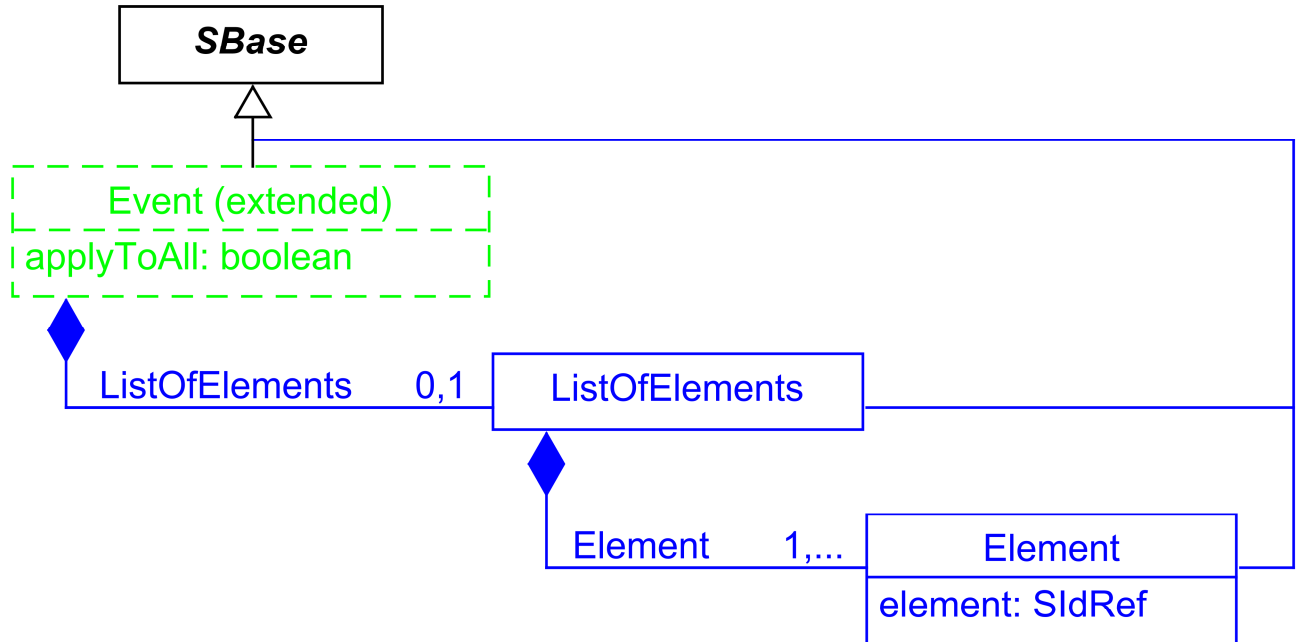 SBase
Event (extended)
applyToAll: boolean
ListOfElements 0,1
ListOfElements
Element 1,...
Element
element: SIdRef